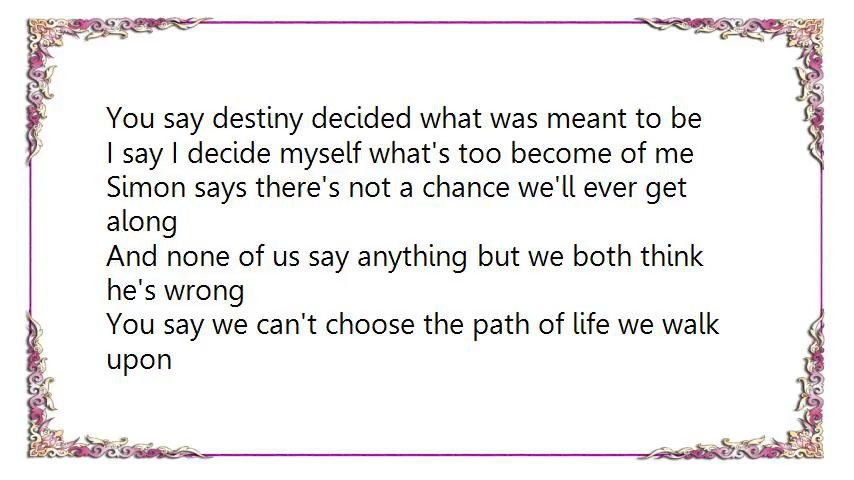 You say destiny decided what was meant to be
I say I decide myself what's too become of me
Simon says there's not a chance we'll ever get
along
And none of us say anything but we both think
he's wrong
You say we can't choose the path of life we walk
upon